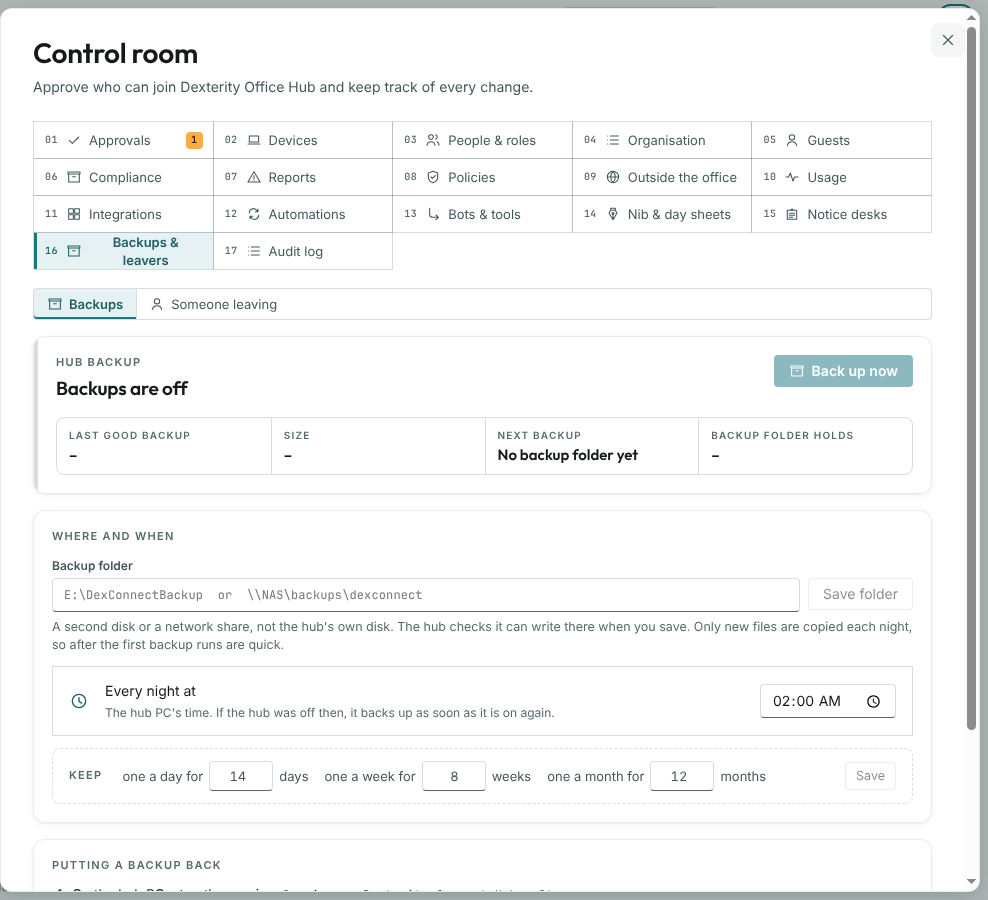 Control room
Approve who can join Dexterity Office Hub and keep track of every change.
01 Approvals 1
02 Devices
03 People & roles
04 Organisation
05 Guests
06 Compliance
07 Reports
08 Policies
09 Outside the office
10 Usage
11 Integrations
12 Automations
13 Bots & tools
14 Nib & day sheets
15 Notice desks
16 Backups &
leavers
17 Audit log
Backups
Someone leaving
HUB BACKUP
Backups are off
Back up now
LAST GOOD BACKUP
–
SIZE
–
NEXT BACKUP
No backup folder yet
BACKUP FOLDER HOLDS
–
WHERE AND WHEN
Backup folder
E:\DexConnectBackup or \\NAS\backups\dexconnect
Save folder
A second disk or a network share, not the hub's own disk. The hub checks it can write there when you save. Only new files are copied each night,
so after the first backup runs are quick.
Every night at
The hub PC's time. If the hub was off then, it backs up as soon as it is on again.
02:00 AM
KEEP one a day for 14 days one a week for 8 weeks one a month for 12 months
Save
PUTTING A BACKUP BACK